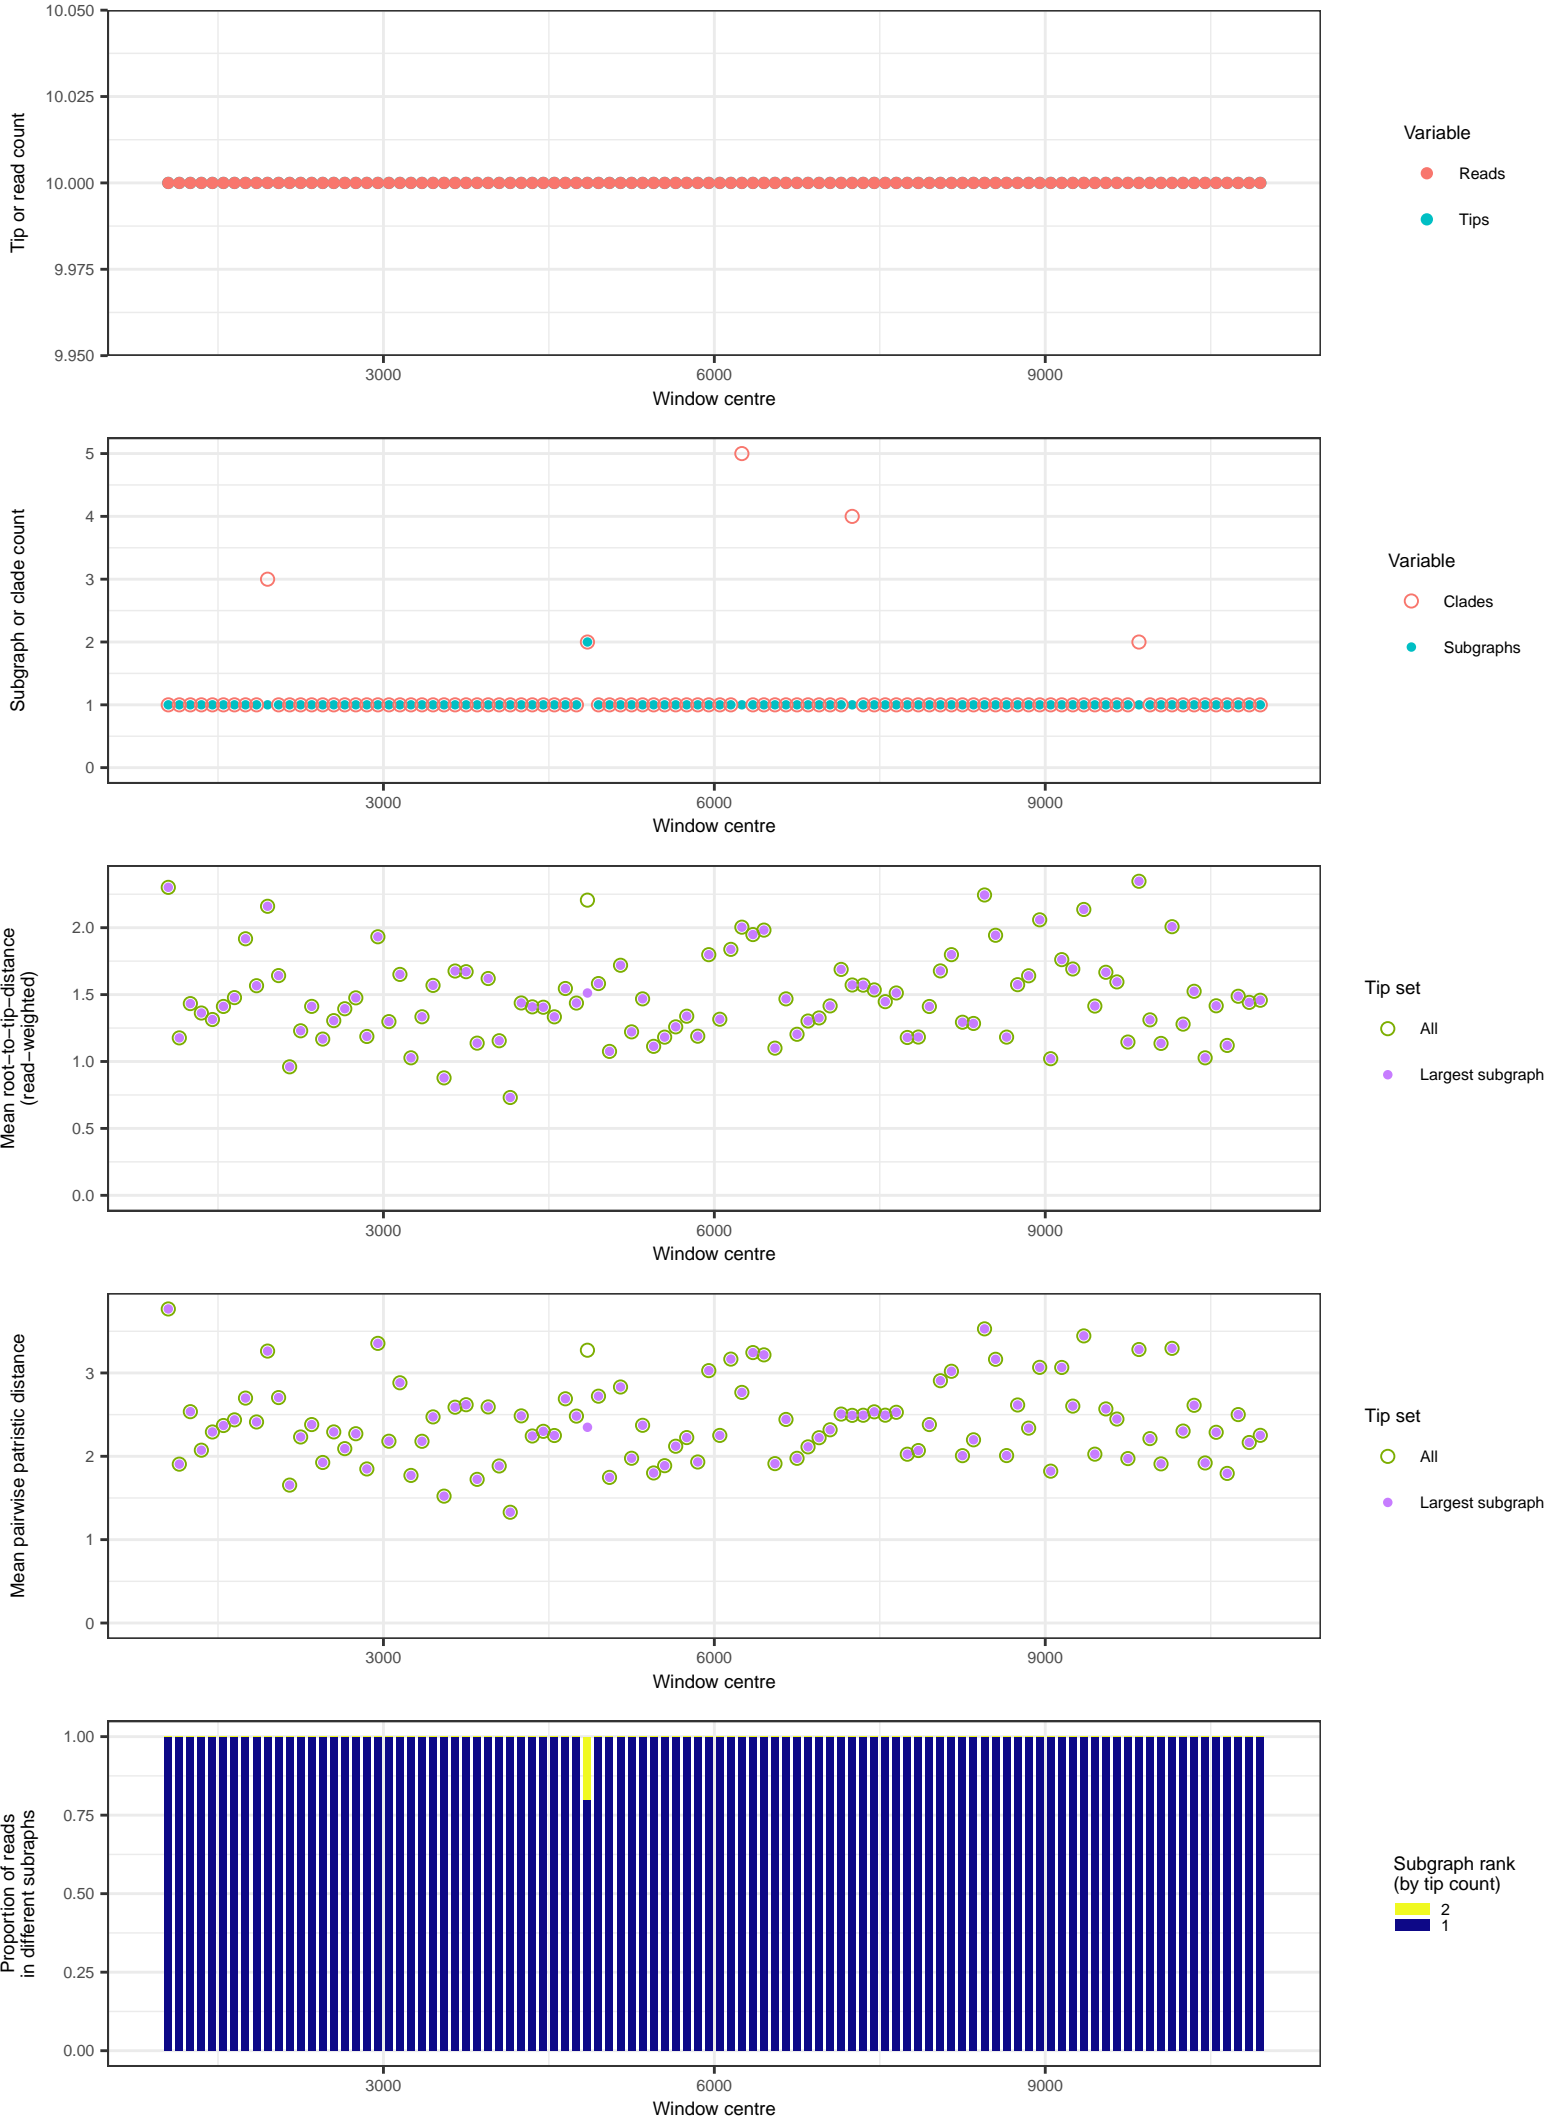 10.050
10.025
10.000
9.975
9.950
Tip or read count
3000 6000 9000
Window centre
Variable
Reads
Tips
5
4
3
2
1
0
Subgraph or clade count
3000 6000 9000
Window centre
Variable
Clades
Subgraphs
2.0
1.5
1.0
0.5
0.0
Mean root−to−tip−distance
(read−weighted)
3000 6000 9000
Window centre
Tip set
All
Largest subgraph
3
2
1
0
Mean pairwise patristic distance
3000 6000 9000
Window centre
Tip set
All
Largest subgraph
1.00
0.75
0.50
0.25
0.00
Proportion of reads
in different subraphs
3000 6000 9000
Window centre
Subgraph rank
(by tip count)
2
1